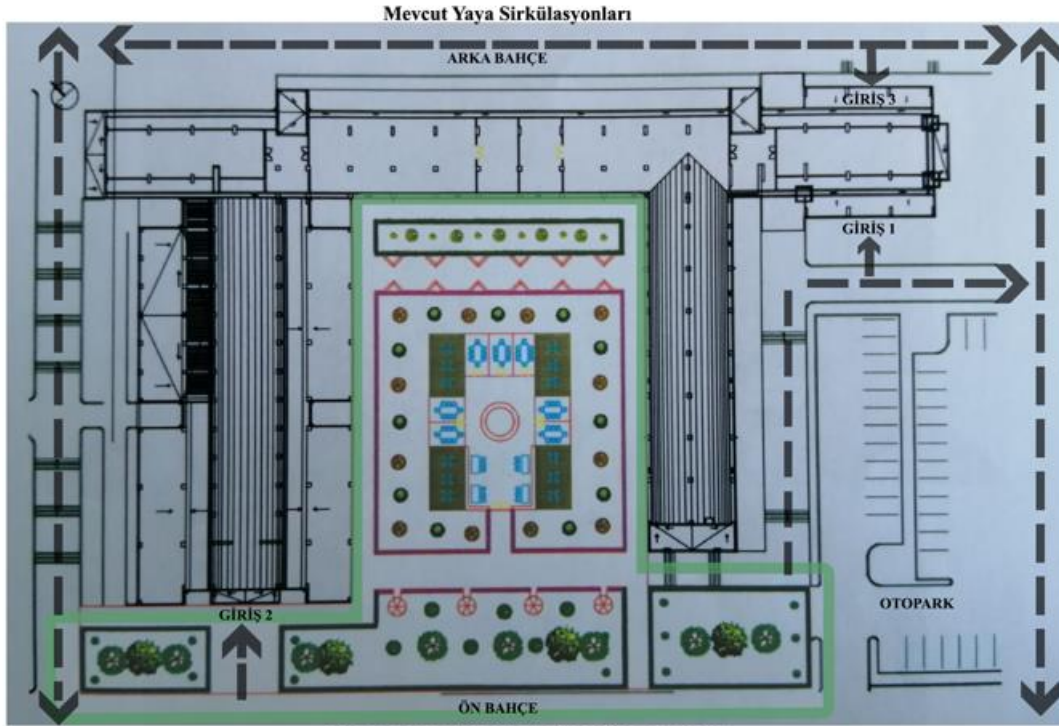 Mevcut Yaya Sirkülasyonları
ARKA BAHÇE
GİRİŞ 3
GİRİŞ 1
GİRİŞ 2
OTOPARK
ÖN BAHÇE